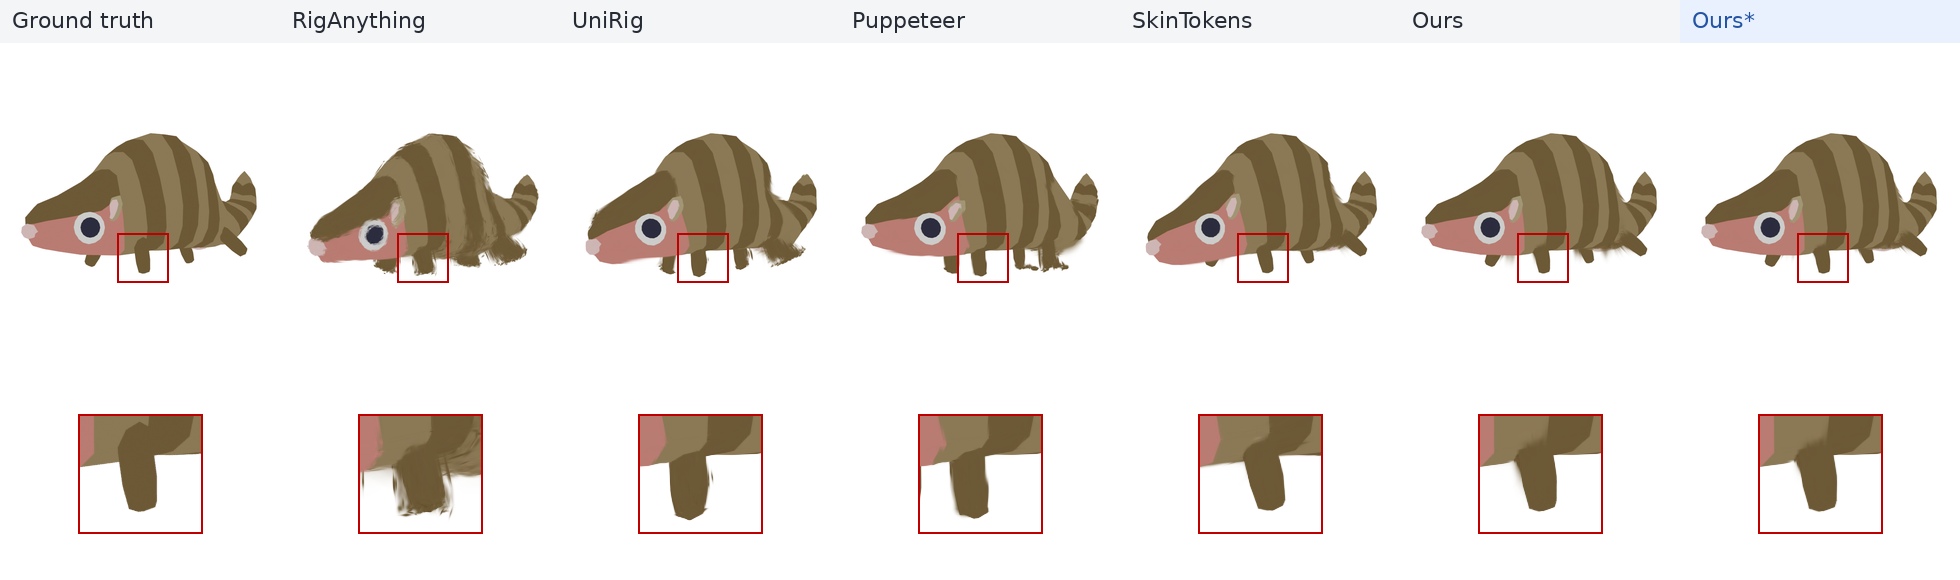 Ground truth
RigAnything
UniRig
Puppeteer
SkinTokens
Ours
Ours*